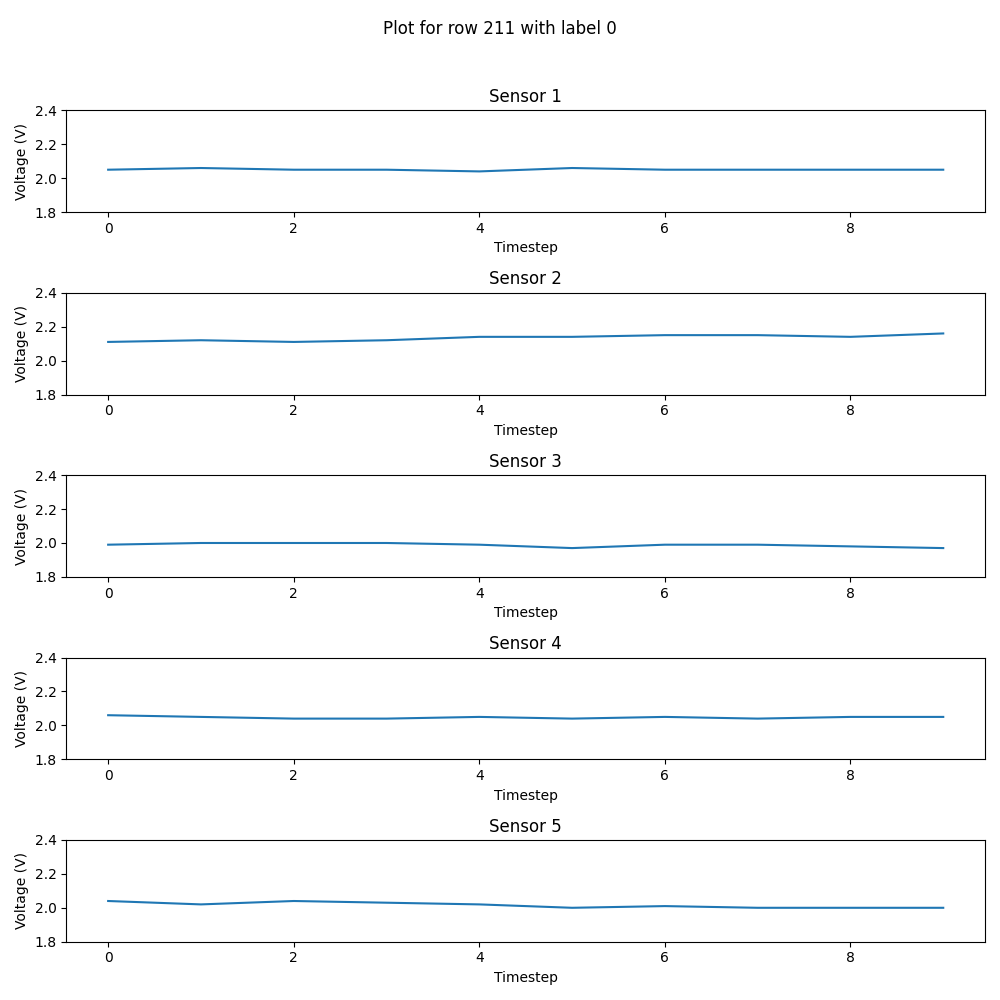 Plot for row 211 with label 0
Sensor 1
Voltage (V)
2.4
2.2
2.0
1.8
0 2 4 6 8
Timestep
Sensor 2
Voltage (V)
2.4
2.2
2.0
1.8
0 2 4 6 8
Timestep
Sensor 3
Voltage (V)
2.4
2.2
2.0
1.8
0 2 4 6 8
Timestep
Sensor 4
Voltage (V)
2.4
2.2
2.0
1.8
0 2 4 6 8
Timestep
Sensor 5
Voltage (V)
2.4
2.2
2.0
1.8
0 2 4 6 8
Timestep